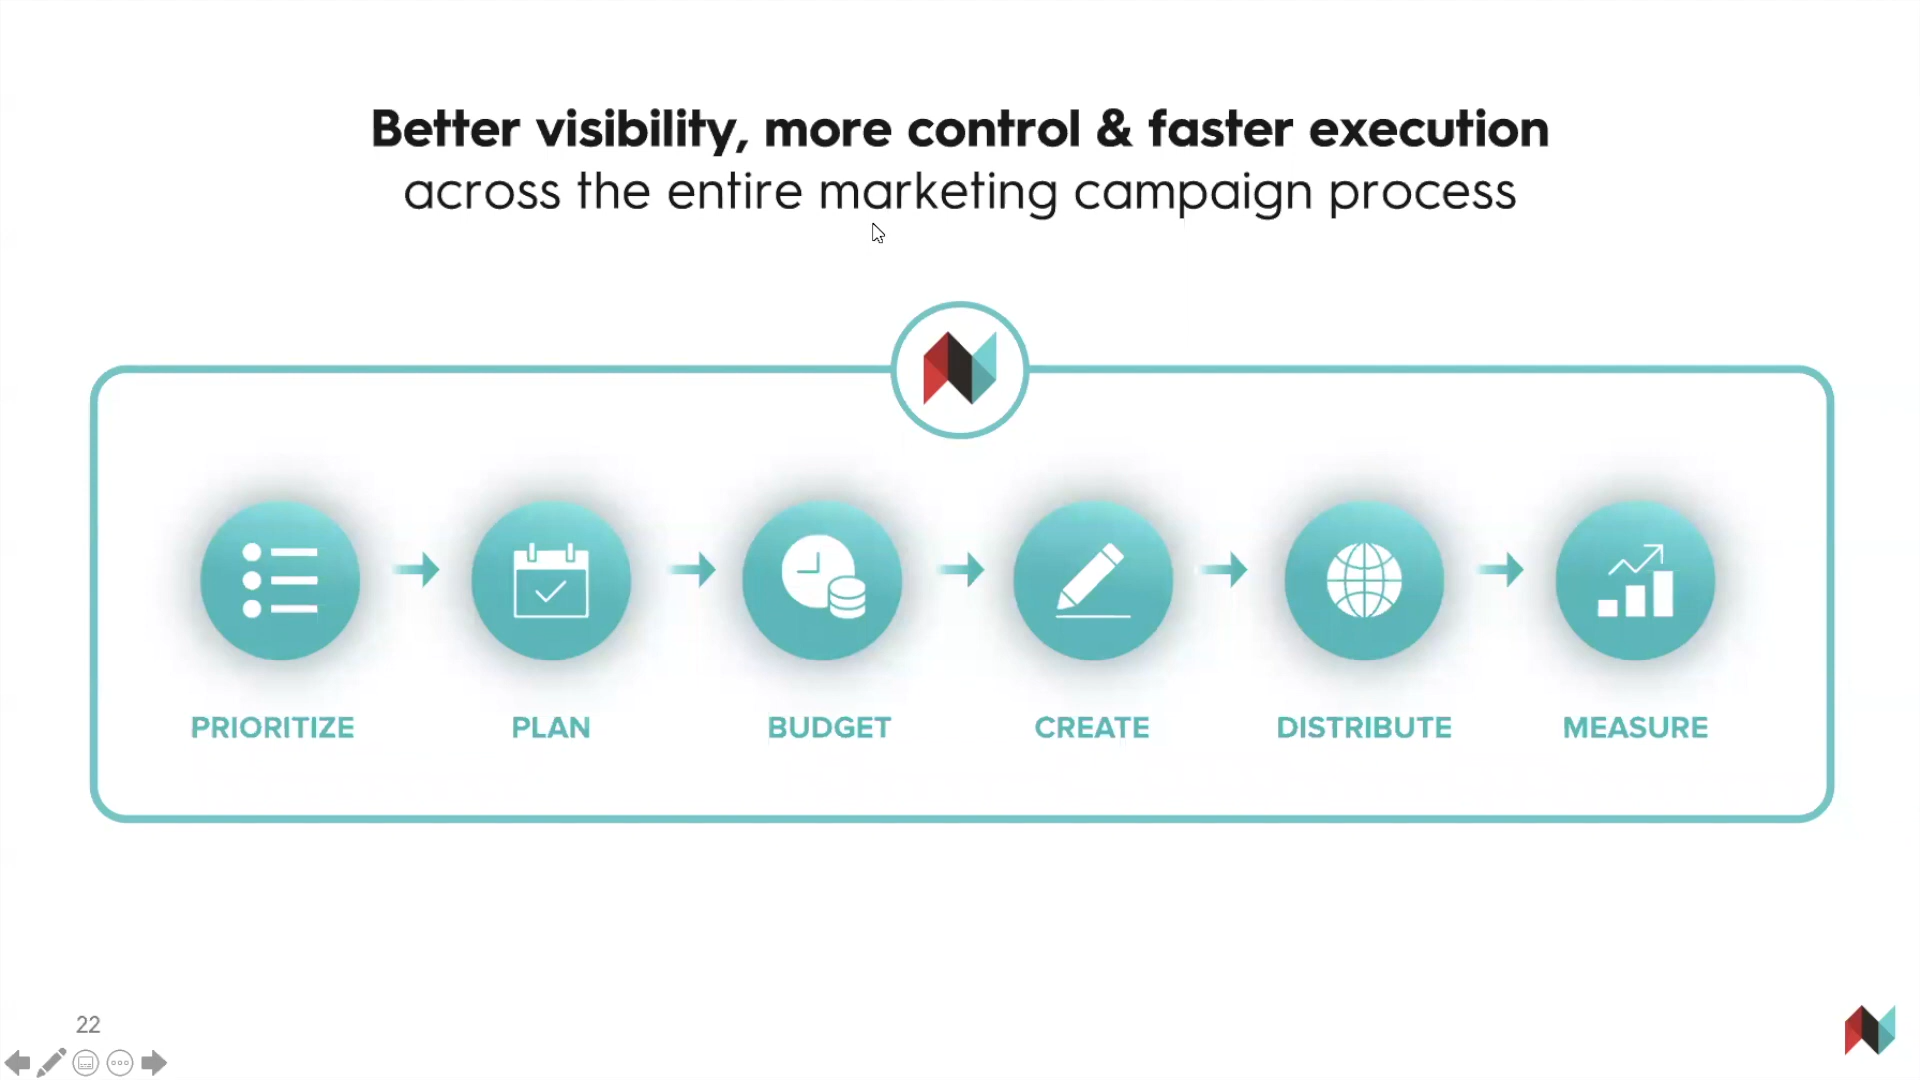 Better visibility, more control & faster execution
across the entire marketing campaign process
PRIORITIZE
PLAN
BUDGET
CREATE
DISTRIBUTE
MEASURE
22